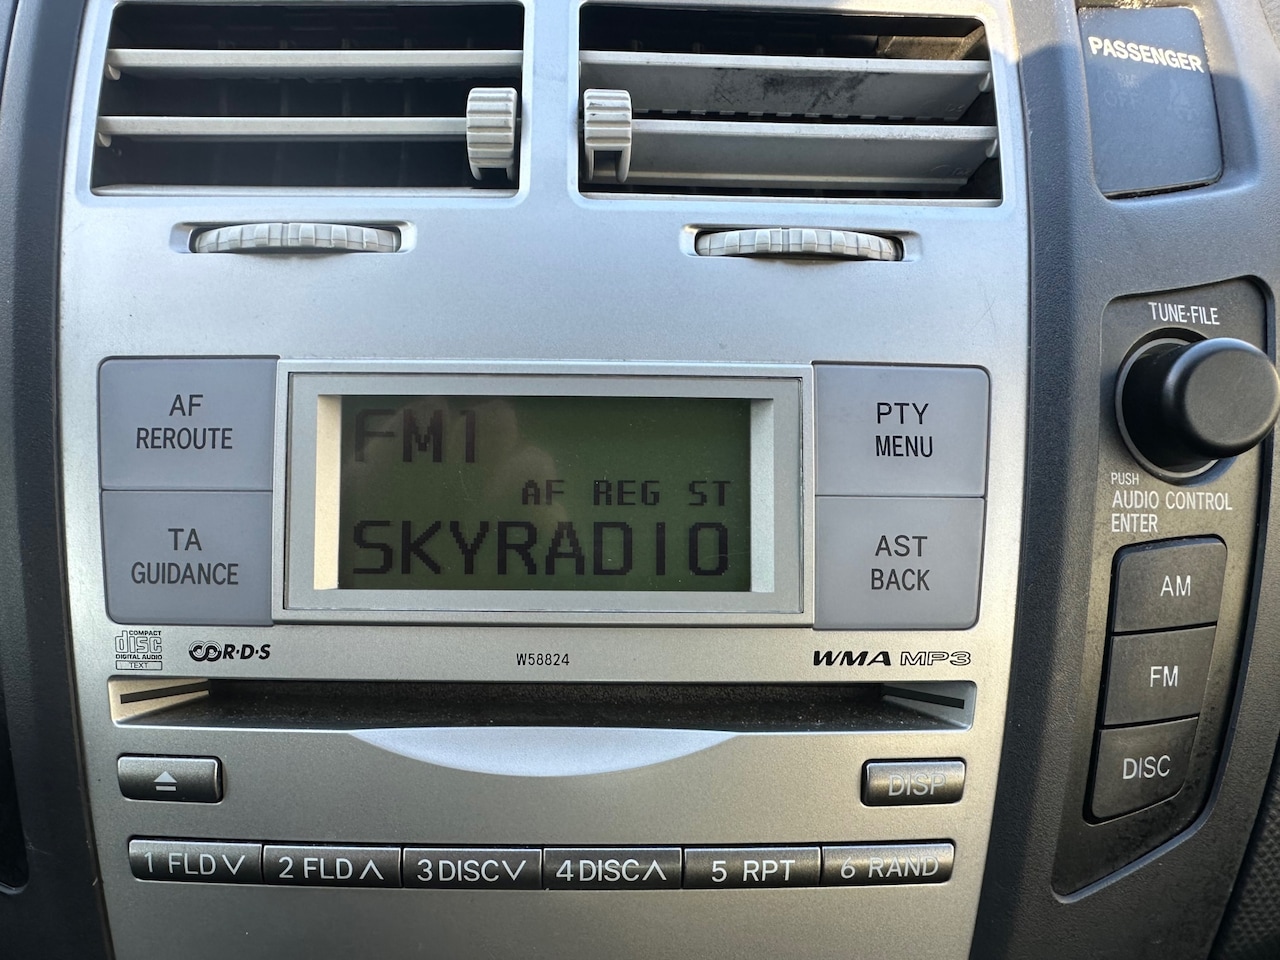 PASSENGER
TUNE·FILE
AF
REROUTE
FM1
PTY
MENU
PUSH
AUDIO CONTROL
ENTER
AF REG ST
TA
GUIDANCE
SKYRADIO
AST
BACK
AM
COMPACT
disc
DIGITAL AUDIO
TEXT
R·D·S
W58824
WMA MP3
FM
DISC
DISP
1 FLD ∨
2 FLD ∧
3 DISC ∨
4 DISC ∧
5 RPT
6 RAND